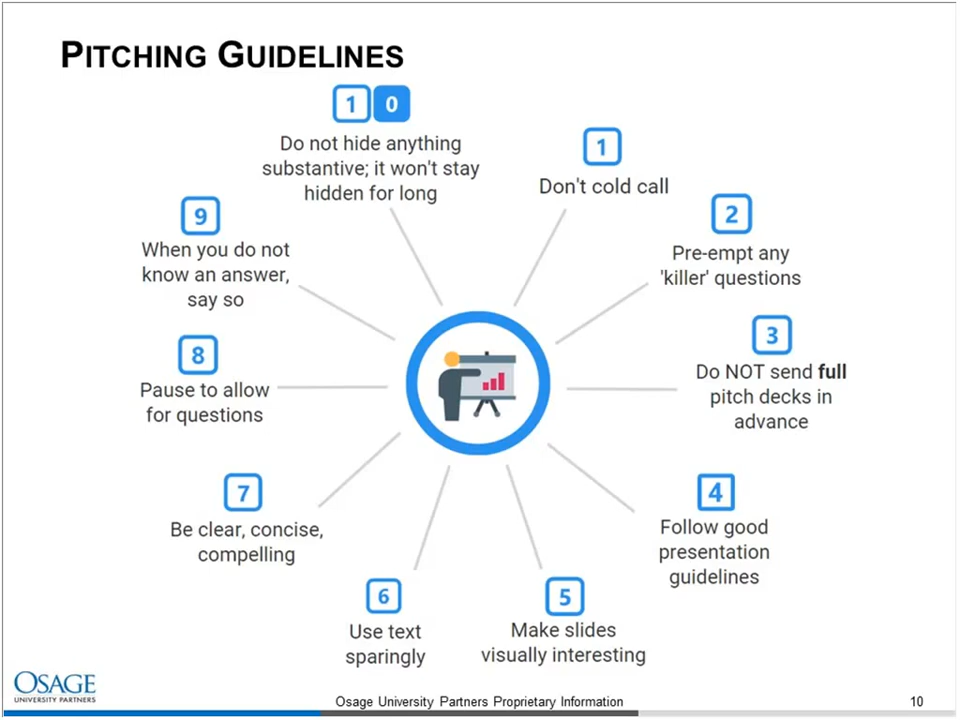 PITCHING GUIDELINES
1 0
Do not hide anything
substantive; it won't stay
hidden for long
1
Don't cold call
2
Pre-empt any
'killer' questions
3
Do NOT send full
pitch decks in
advance
4
Follow good
presentation
guidelines
5
Make slides
visually interesting
6
Use text
sparingly
7
Be clear, concise,
compelling
8
Pause to allow
for questions
9
When you do not
know an answer,
say so
OSAGE
UNIVERSITY PARTNERS
Osage University Partners Proprietary Information
10